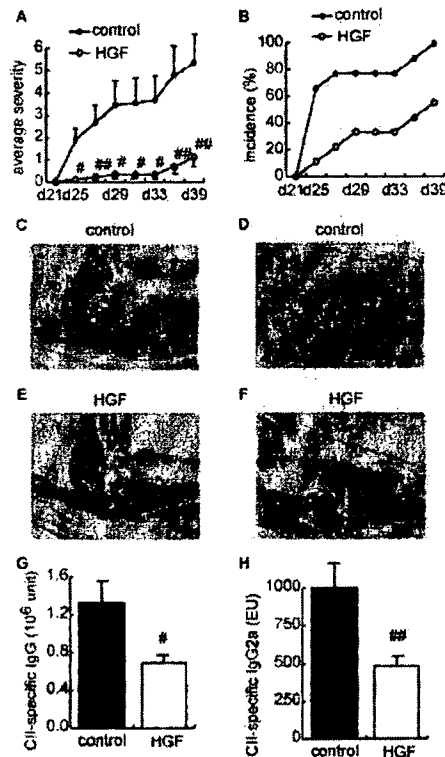 A
control
HGF
average severity
6
5
4
3
2
1
0
# ## # # # ## ##
d21 d25 d29 d33 d39
B
control
HGF
incidence (%)
100
80
60
40
20
0
d21 d25 d29 d33 d39
C
control
D
control
E
HGF
F
HGF
G
CII-specific IgG (10⁶ unit)
1.6
1.2
0.8
0.4
0.0
#
control HGF
H
CII-specific IgG2a (EU)
1000
750
500
250
0
##
control HGF